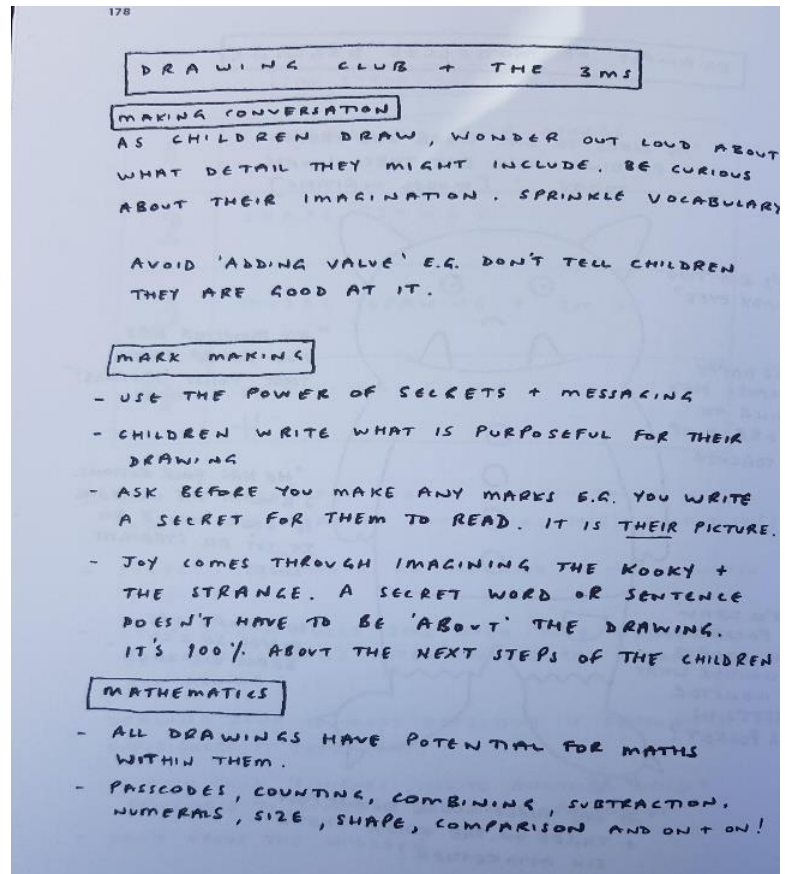 178
DRAWING CLUB + THE 3 MS
MAKING CONVERSATION
AS CHILDREN DRAW, WONDER OUT LOUD ABOUT
WHAT DETAIL THEY MIGHT INCLUDE. BE CURIOUS
ABOUT THEIR IMAGINATION. SPRINKLE VOCABULARY
AVOID 'ADDING VALUE' E.G. DON'T TELL CHILDREN
THEY ARE GOOD AT IT.
MARK MAKING
- USE THE POWER OF SECRETS + MESSAGING
- CHILDREN WRITE WHAT IS PURPOSEFUL FOR THEIR
DRAWING
- ASK BEFORE YOU MAKE ANY MARKS E.G. YOU WRITE
A SECRET FOR THEM TO READ. IT IS THEIR PICTURE.
- JOY COMES THROUGH IMAGINING THE KOOKY +
THE STRANGE. A SECRET WORD OR SENTENCE
DOESN'T HAVE TO BE 'ABOUT' THE DRAWING.
IT'S 100% ABOUT THE NEXT STEPS OF THE CHILDREN
MATHEMATICS
- ALL DRAWINGS HAVE POTENTIAL FOR MATHS
WITHIN THEM.
- PASSCODES, COUNTING, COMBINING, SUBTRACTION.
NUMERALS, SIZE, SHAPE, COMPARISON AND ON + ON!